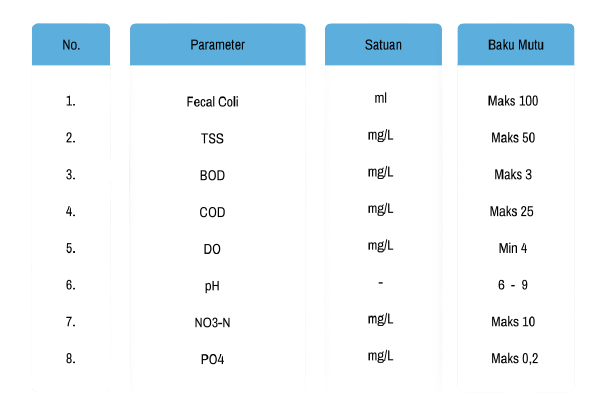 No. Parameter Satuan Baku Mutu
1. Fecal Coli ml Maks 100
2. TSS mg/L Maks 50
3. BOD mg/L Maks 3
4. COD mg/L Maks 25
5. DO mg/L Min 4
6. pH - 6 - 9
7. NO3-N mg/L Maks 10
8. PO4 mg/L Maks 0,2